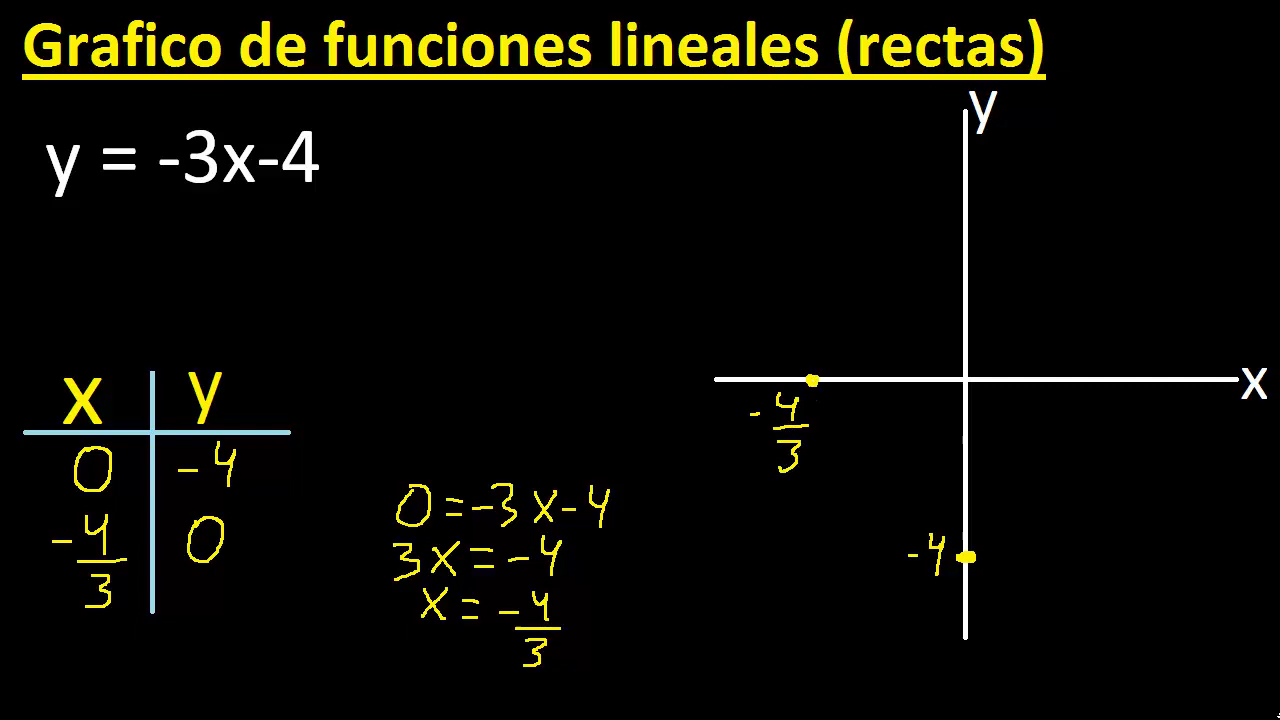 Grafico de funciones lineales (rectas)
y = -3x-4
x y
0 -4
-4/3 0
0 = -3x - 4
3x = -4
x = -4/3
y
x
-4/3
-4